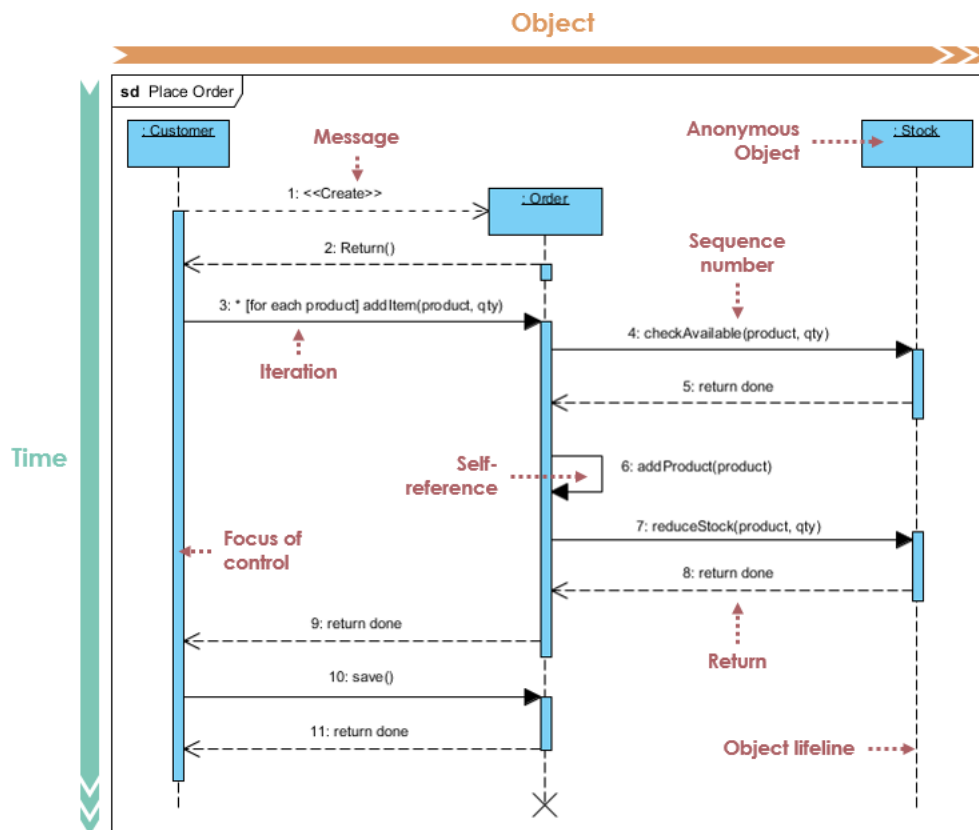 Object
sd Place Order
: Customer
Message
Anonymous
Object
: Stock
1: <<Create>>
: Order
2: Return()
Sequence
number
3: * [for each product] addItem(product, qty)
4: checkAvailable(product, qty)
Iteration
5: return done
Time
Self-
reference
6: addProduct(product)
7: reduceStock(product, qty)
Focus of
control
8: return done
9: return done
Return
10: save()
11: return done
Object lifeline